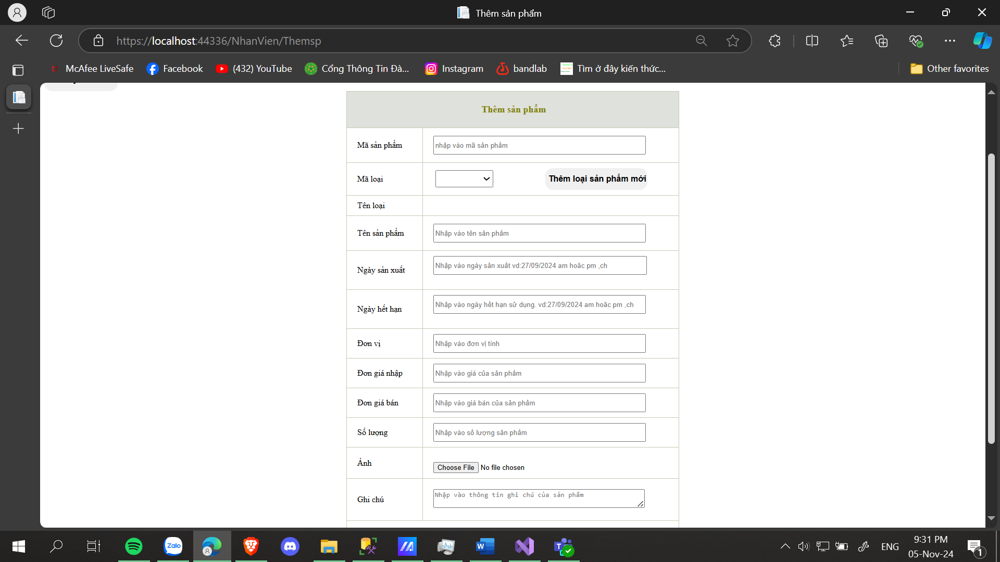 Thêm sản phẩm
https://localhost:44336/NhanVien/Themsp
McAfee LiveSafe
Facebook
(432) YouTube
Cổng Thông Tin Đà...
Instagram
bandlab
Tìm ở đây kiến thức...
Other favorites
Thêm sản phẩm
Mã sản phẩm
nhập vào mã sản phẩm
Mã loại
Thêm loại sản phẩm mới
Tên loại
Tên sản phẩm
Nhập vào tên sản phẩm
Ngày sản xuất
Nhập vào ngày sản xuất vd:27/09/2024 am hoăc pm ,ch
Ngày hết hạn
Nhập vào ngày hết hạn sử dụng. vd:27/09/2024 am hoăc pm ,ch
Đơn vị
Nhập vào đơn vị tính
Đơn giá nhập
Nhập vào giá của sản phẩm
Đơn giá bán
Nhập vào giá bán của sản phẩm
Số lượng
Nhập vào số lượng sản phẩm
Ảnh
Choose File No file chosen
Ghi chú
Nhập vào thông tin ghi chú của sản phẩm
Zalo
ENG
9:31 PM
05-Nov-24
1